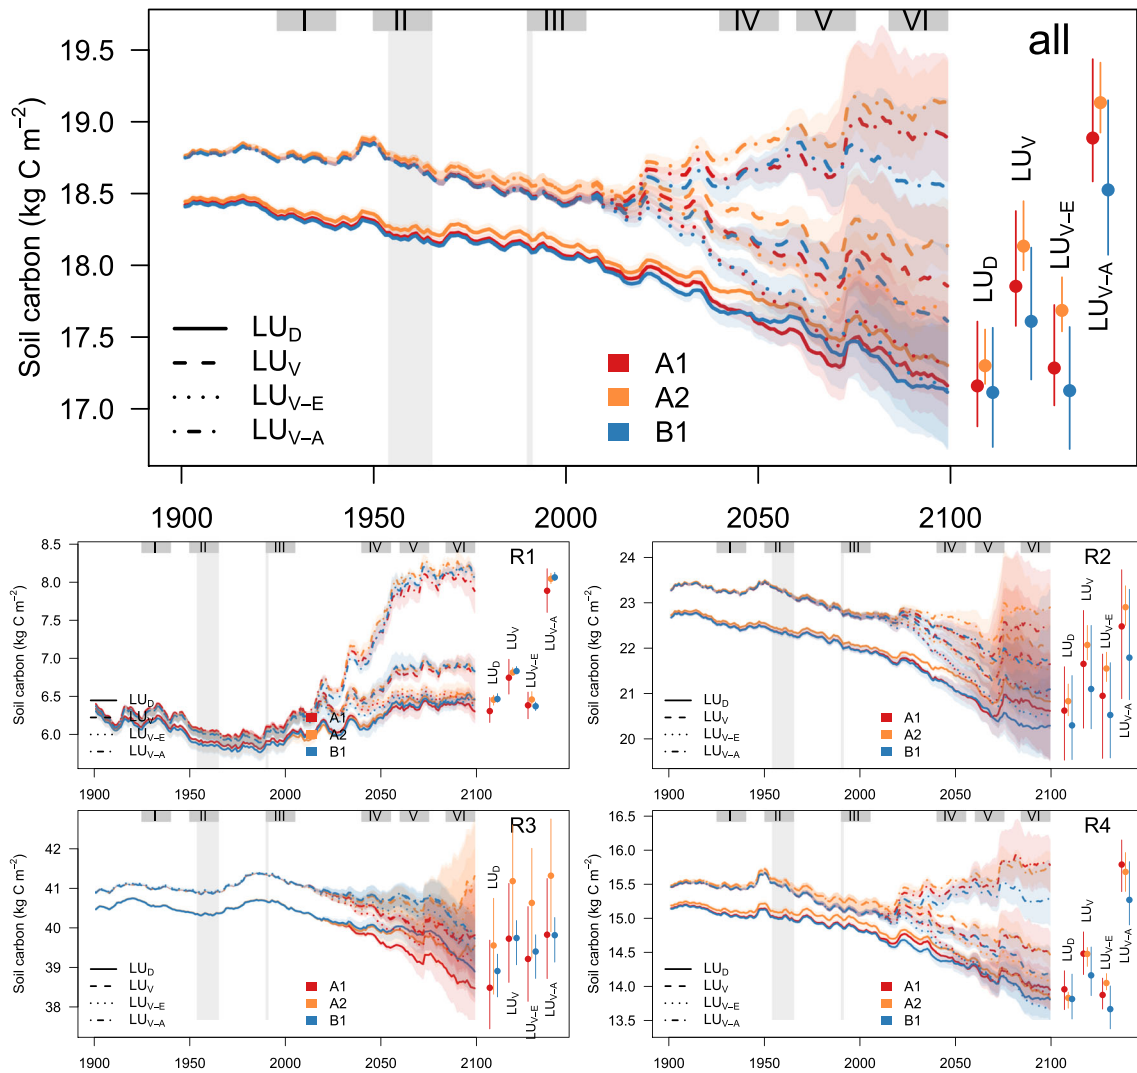 I II III IV V VI
all
Soil carbon (kg C m−2)
19.5
19.0
18.5
18.0
17.5
17.0
LUD
LUV
LUV−E
LUV−A
A1
A2
B1
LUD
LUV
LUV−E
LUV−A
1900 1950 2000 2050 2100
I II III IV V VI
R1
Soil carbon (kg C m−2)
8.5
8.0
7.5
7.0
6.5
6.0
LUD
LUV
LUV−E
LUV−A
A1
A2
B1
LUD
LUV
LUV−E
LUV−A
1900 1950 2000 2050 2100
I II III IV V VI
R2
Soil carbon (kg C m−2)
24
23
22
21
20
LUD
LUV
LUV−E
LUV−A
A1
A2
B1
LUD
LUV
LUV−E
LUV−A
1900 1950 2000 2050 2100
I II III IV V VI
R3
Soil carbon (kg C m−2)
42
41
40
39
38
LUD
LUV
LUV−E
LUV−A
A1
A2
B1
LUD
LUV
LUV−E
LUV−A
1900 1950 2000 2050 2100
I II III IV V VI
R4
Soil carbon (kg C m−2)
16.5
16.0
15.5
15.0
14.5
14.0
13.5
LUD
LUV
LUV−E
LUV−A
A1
A2
B1
LUD
LUV
LUV−E
LUV−A
1900 1950 2000 2050 2100